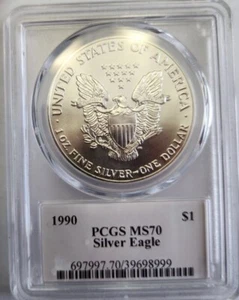 UNITED STATES OF AMERICA
1 OZ. FINE SILVER~ONE DOLLAR
1990 $1
PCGS MS70
Silver Eagle
697997.70/39698999